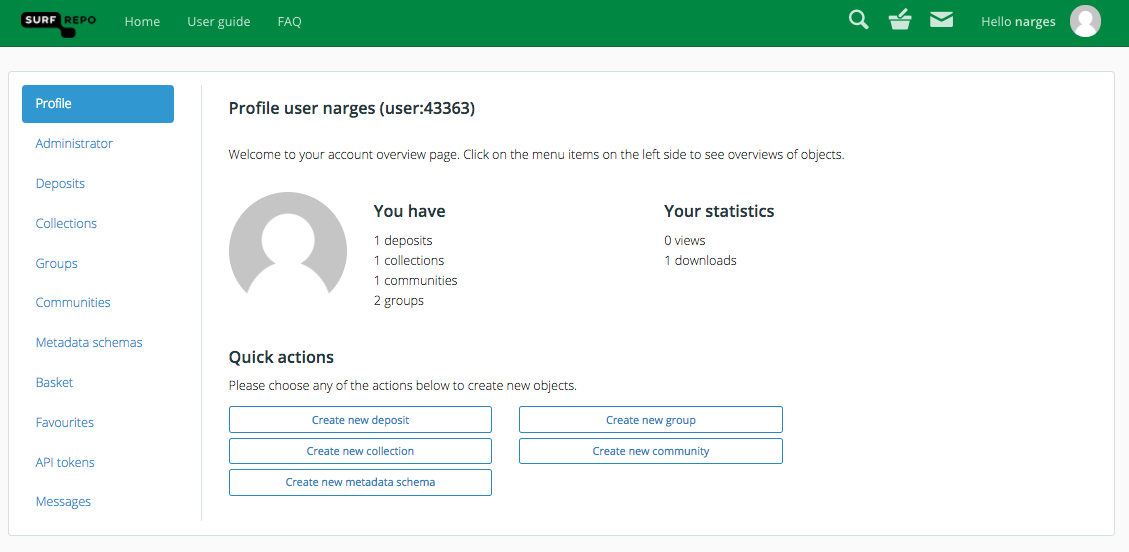 SURF REPO
Home
User guide
FAQ
Hello narges
Profile
Administrator
Deposits
Collections
Groups
Communities
Metadata schemas
Basket
Favourites
API tokens
Messages
Profile user narges (user:43363)
Welcome to your account overview page. Click on the menu items on the left side to see overviews of objects.
You have
1 deposits
1 collections
1 communities
2 groups
Your statistics
0 views
1 downloads
Quick actions
Please choose any of the actions below to create new objects.
Create new deposit
Create new group
Create new collection
Create new community
Create new metadata schema